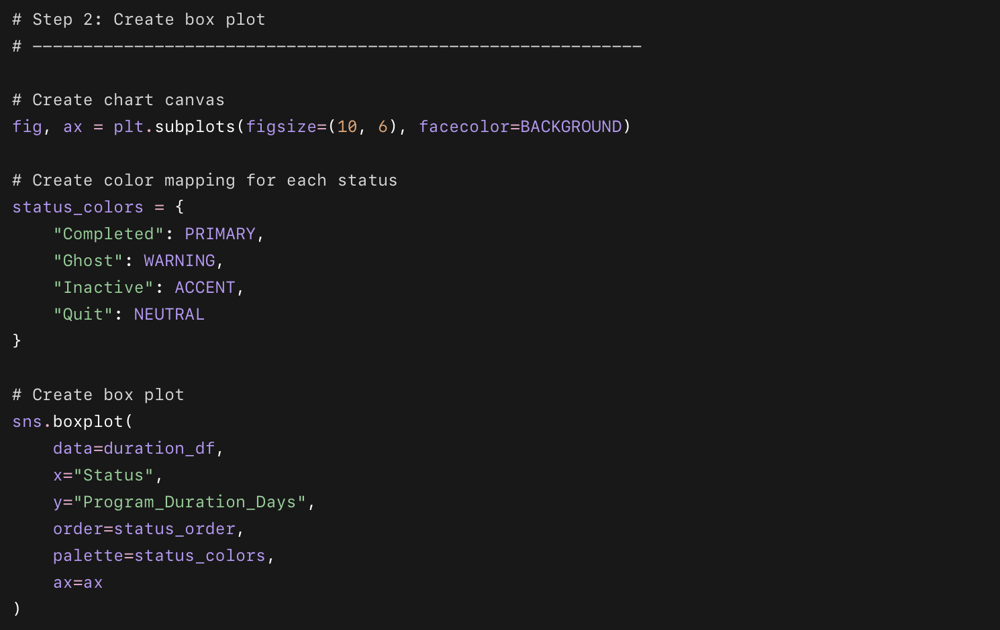 # Step 2: Create box plot
# ————————————————————————————————————————————————————————————
# Create chart canvas
fig, ax = plt.subplots(figsize=(10, 6), facecolor=BACKGROUND)
# Create color mapping for each status
status_colors = {
    "Completed": PRIMARY,
    "Ghost": WARNING,
    "Inactive": ACCENT,
    "Quit": NEUTRAL
}
# Create box plot
sns.boxplot(
    data=duration_df,
    x="Status",
    y="Program_Duration_Days",
    order=status_order,
    palette=status_colors,
    ax=ax
)